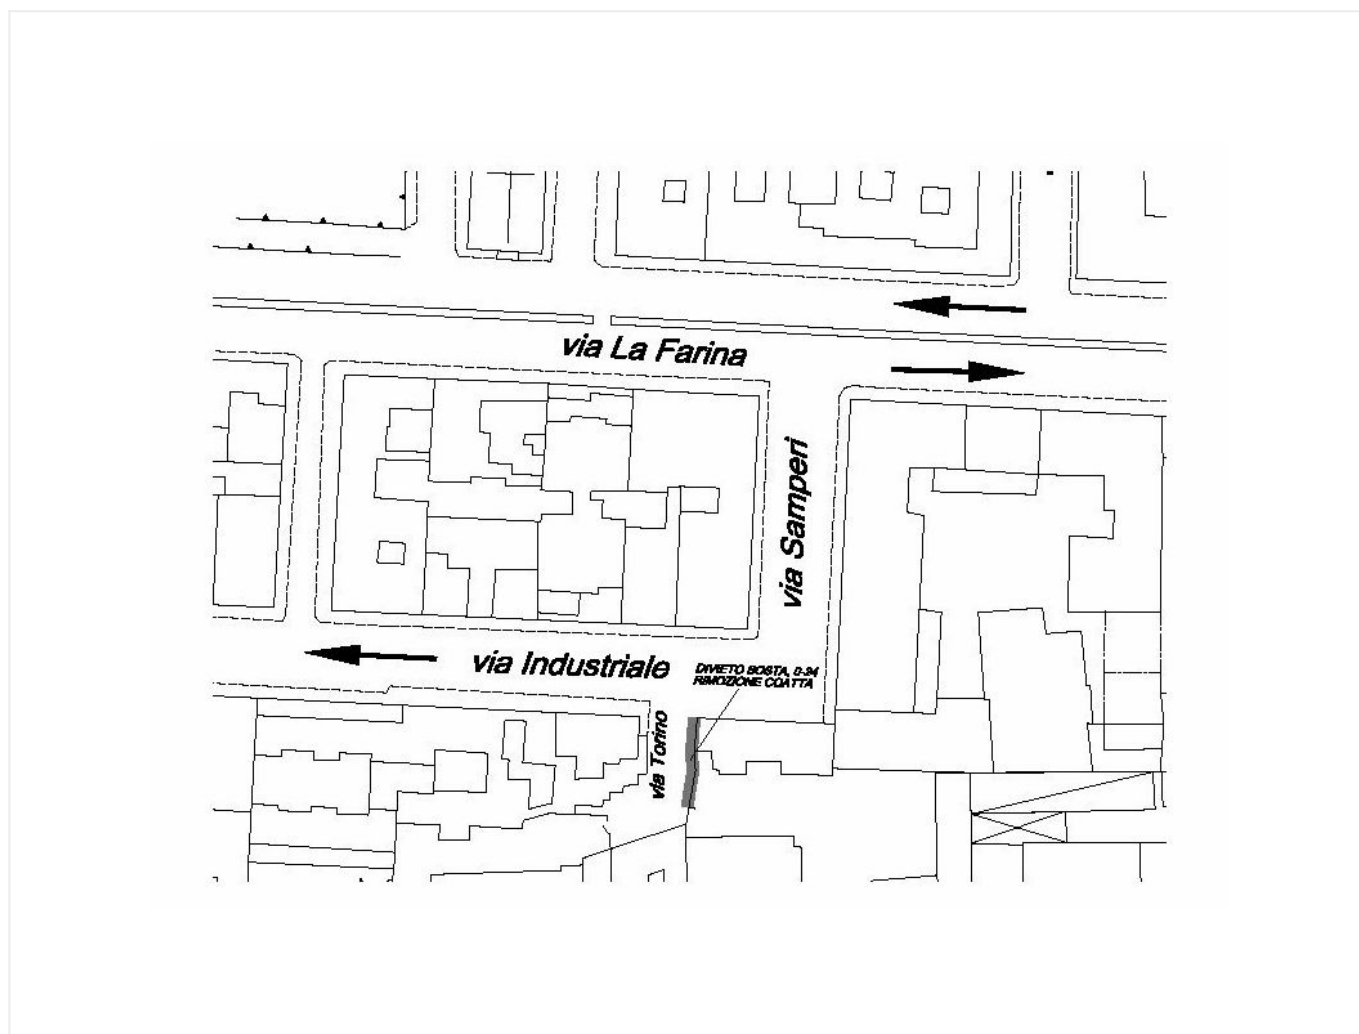 via La Farina
via Samperi
via Industriale
DIVIETO SOSTA, 0-24
RIMOZIONE COATTA
via Torino